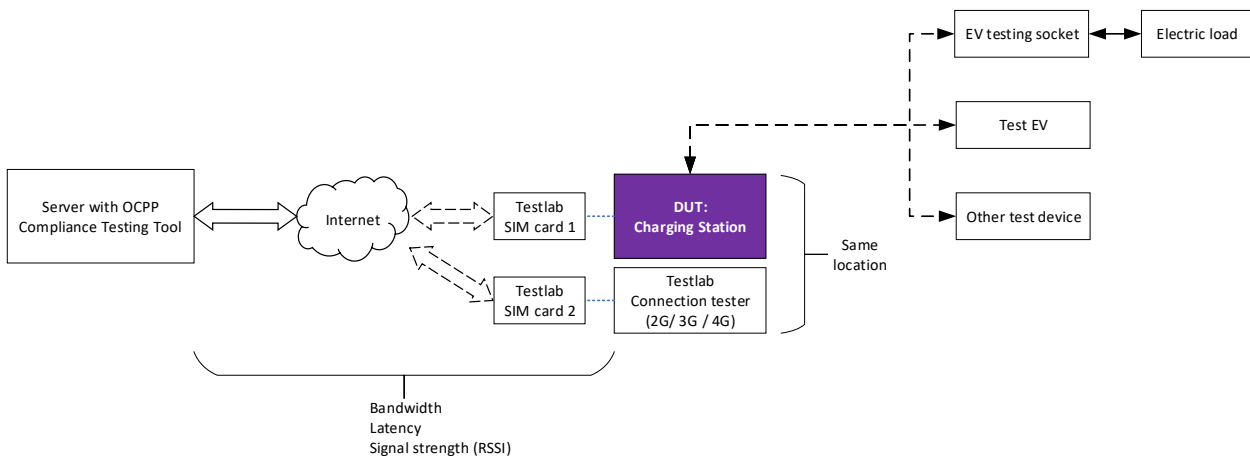 EV testing socket
Electric load
Test EV
Other test device
Server with OCPP
Compliance Testing Tool
Internet
Testlab
SIM card 1
DUT:
Charging Station
Testlab
SIM card 2
Testlab
Connection tester
(2G/ 3G / 4G)
Same
location
Bandwidth
Latency
Signal strength (RSSI)